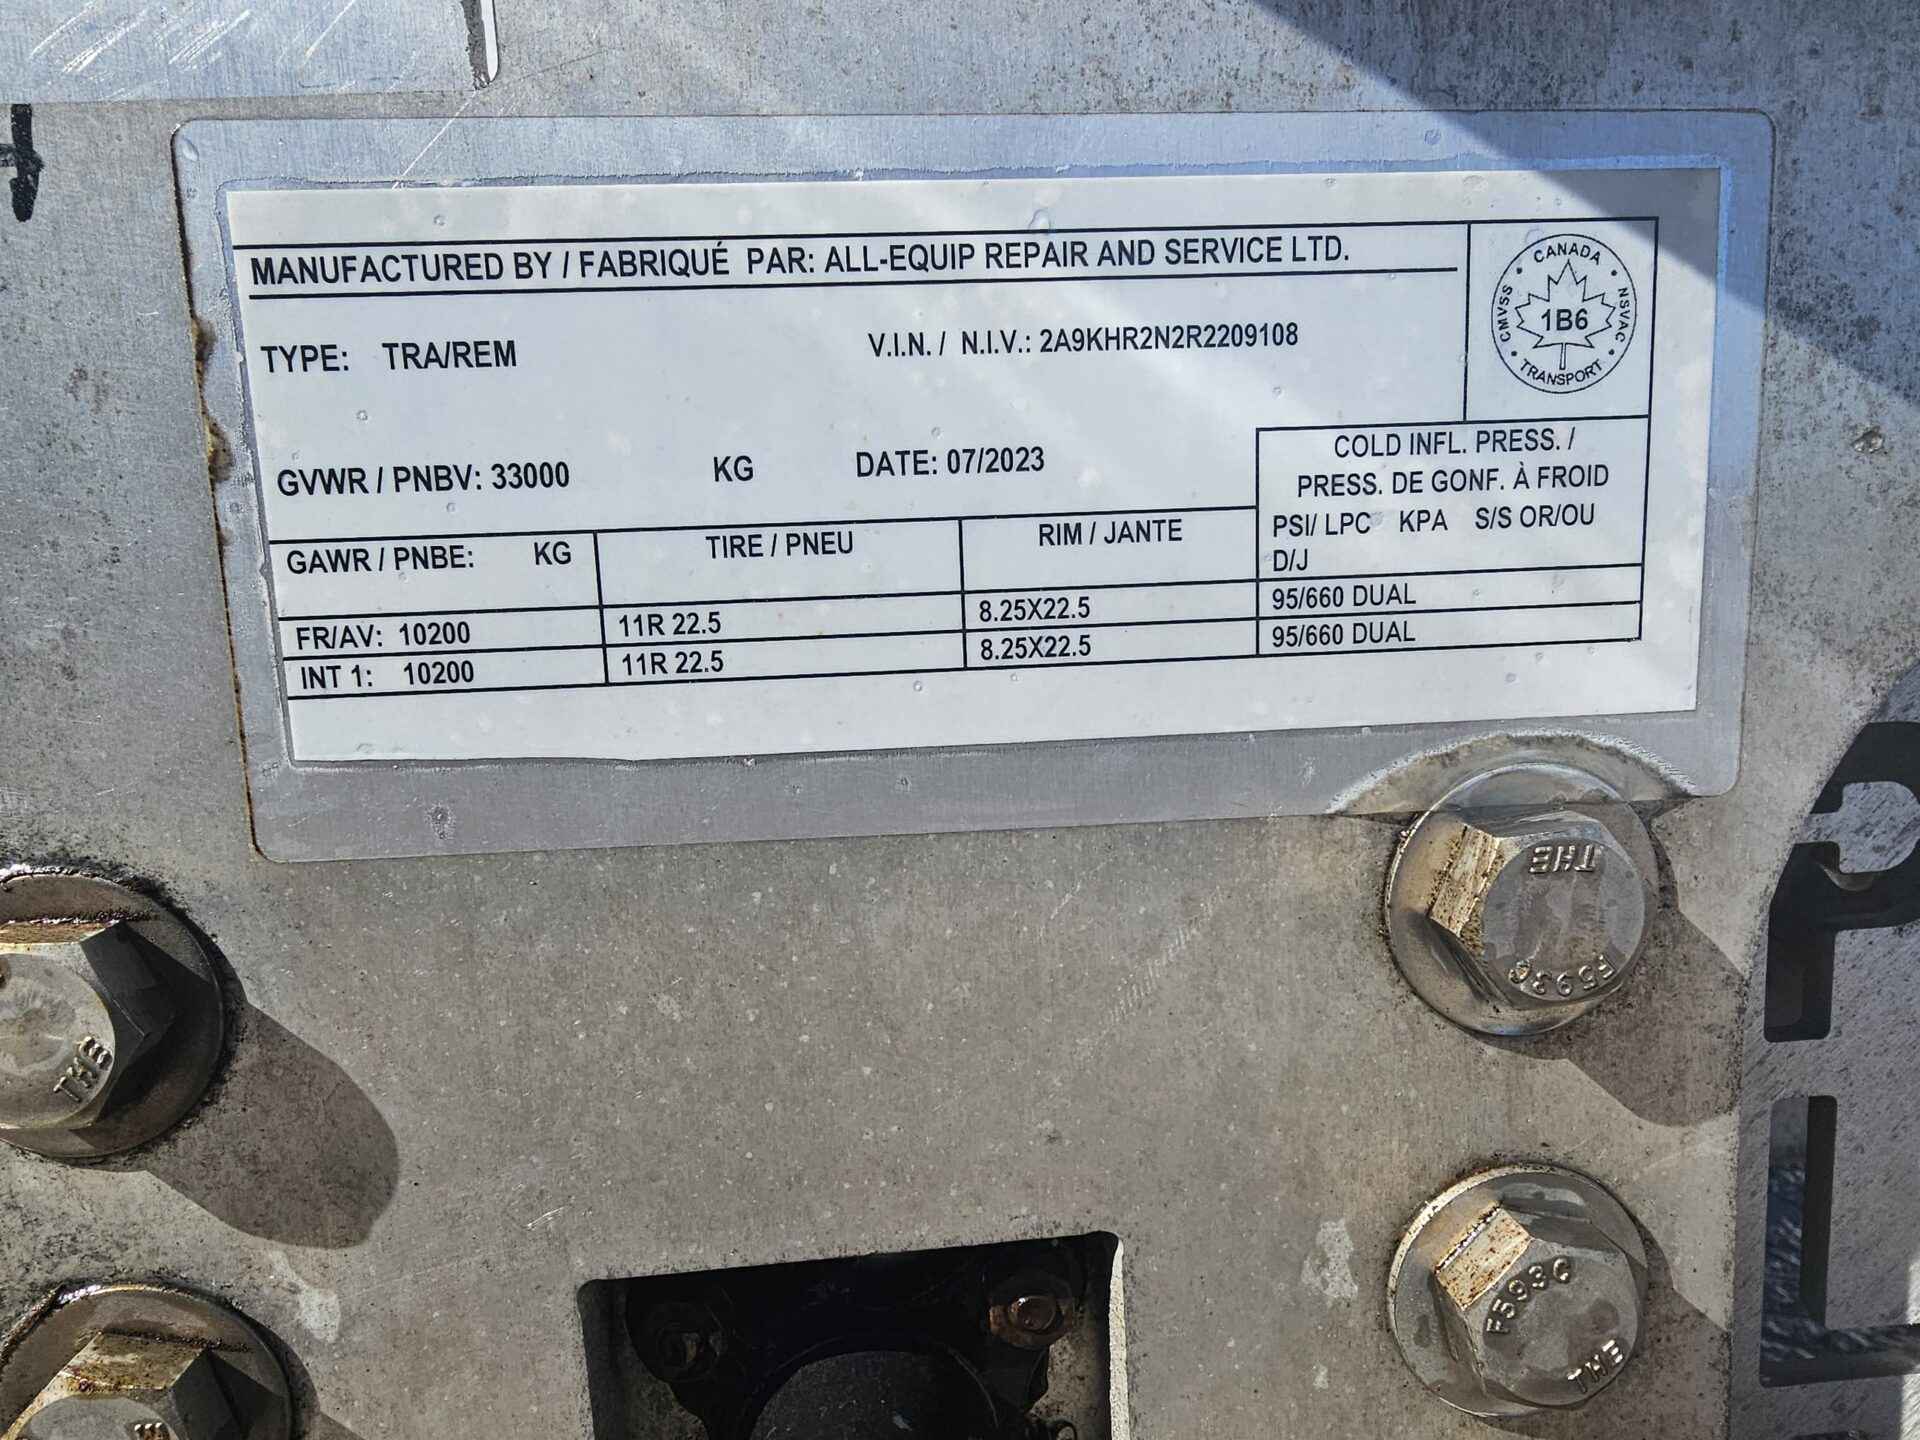 MANUFACTURED BY / FABRIQUÉ PAR: ALL-EQUIP REPAIR AND SERVICE LTD.
CANADA
CMVSS 1B6 NSVAC
TRANSPORT
TYPE: TRA/REM V.I.N. / N.I.V.: 2A9KHR2N2R2209108
GVWR / PNBV: 33000 KG DATE: 07/2023
COLD INFL. PRESS. /
PRESS. DE GONF. À FROID
PSI/ LPC KPA S/S OR/OU
D/J
GAWR / PNBE: KG TIRE / PNEU RIM / JANTE
FR/AV: 10200 11R 22.5 8.25X22.5 95/660 DUAL
INT 1: 10200 11R 22.5 8.25X22.5 95/660 DUAL
THE
F593G
THE
F593G
THE